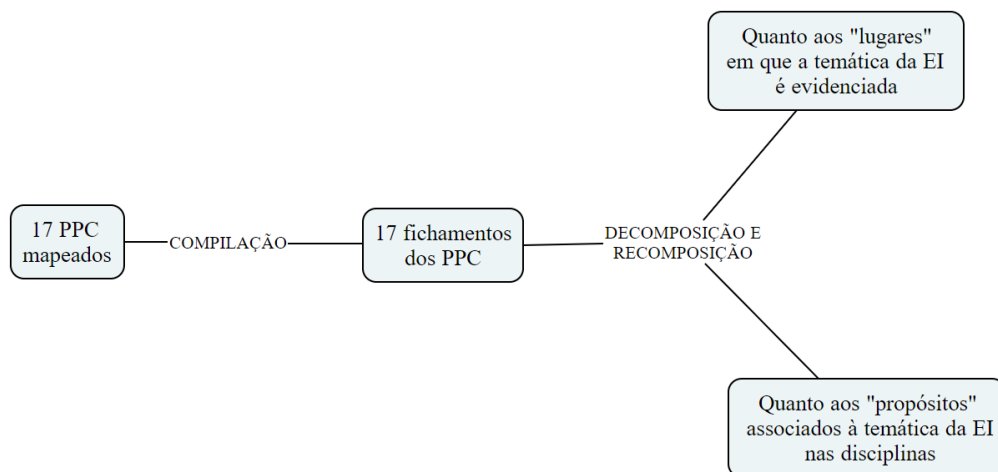 Quanto aos "lugares"
em que a temática da EI
é evidenciada
17 PPC
mapeados
COMPILAÇÃO
17 fichamentos
dos PPC
DECOMPOSIÇÃO E
RECOMPOSIÇÃO
Quanto aos "propósitos"
associados à temática da EI
nas disciplinas